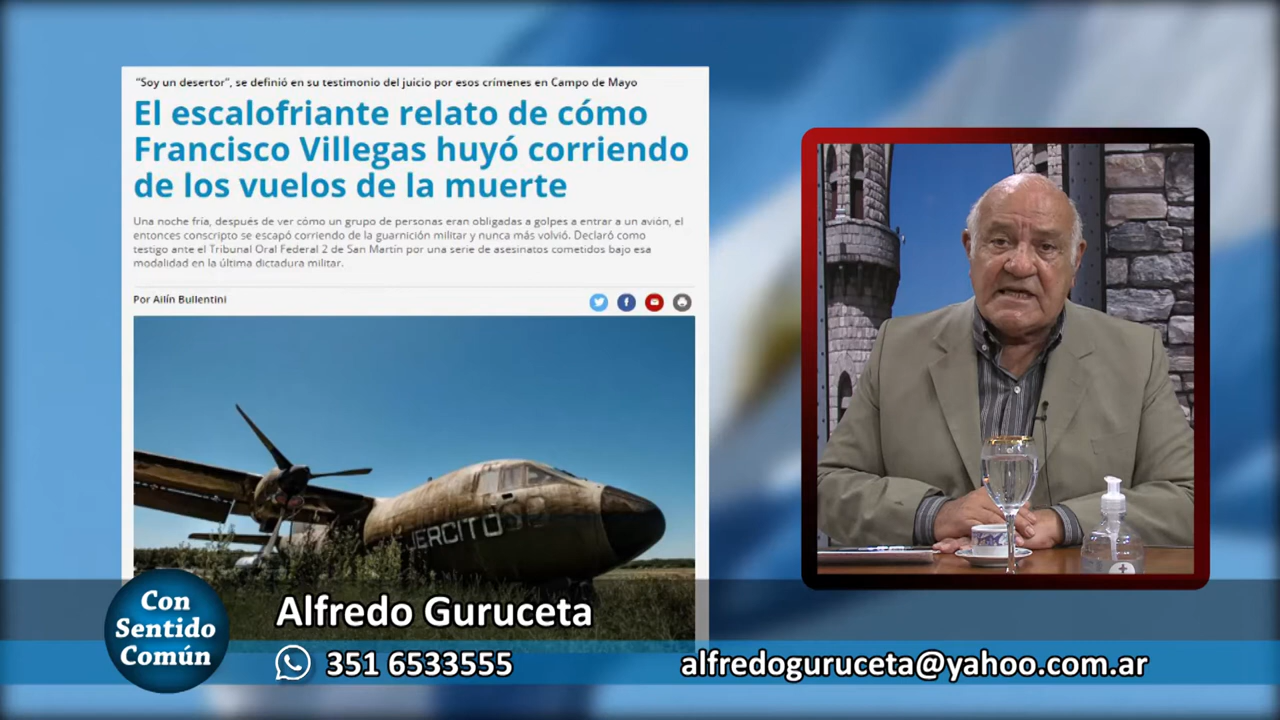 "Soy un desertor", se definió en su testimonio del juicio por esos crímenes en Campo de Mayo
El escalofriante relato de cómo
Francisco Villegas huyó corriendo
de los vuelos de la muerte
Una noche fría, después de ver cómo un grupo de personas eran obligadas a golpes a entrar a un avión, el
entonces conscripto se escapó corriendo de la guarnición militar y nunca más volvió. Declaró como
testigo ante el Tribunal Oral Federal 2 de San Martín por una serie de asesinatos cometidos bajo esa
modalidad en la última dictadura militar.
Por Ailín Bullentini
EJERCITO
Con
Sentido
Común
Alfredo Guruceta
351 6533555
alfredoguruceta@yahoo.com.ar